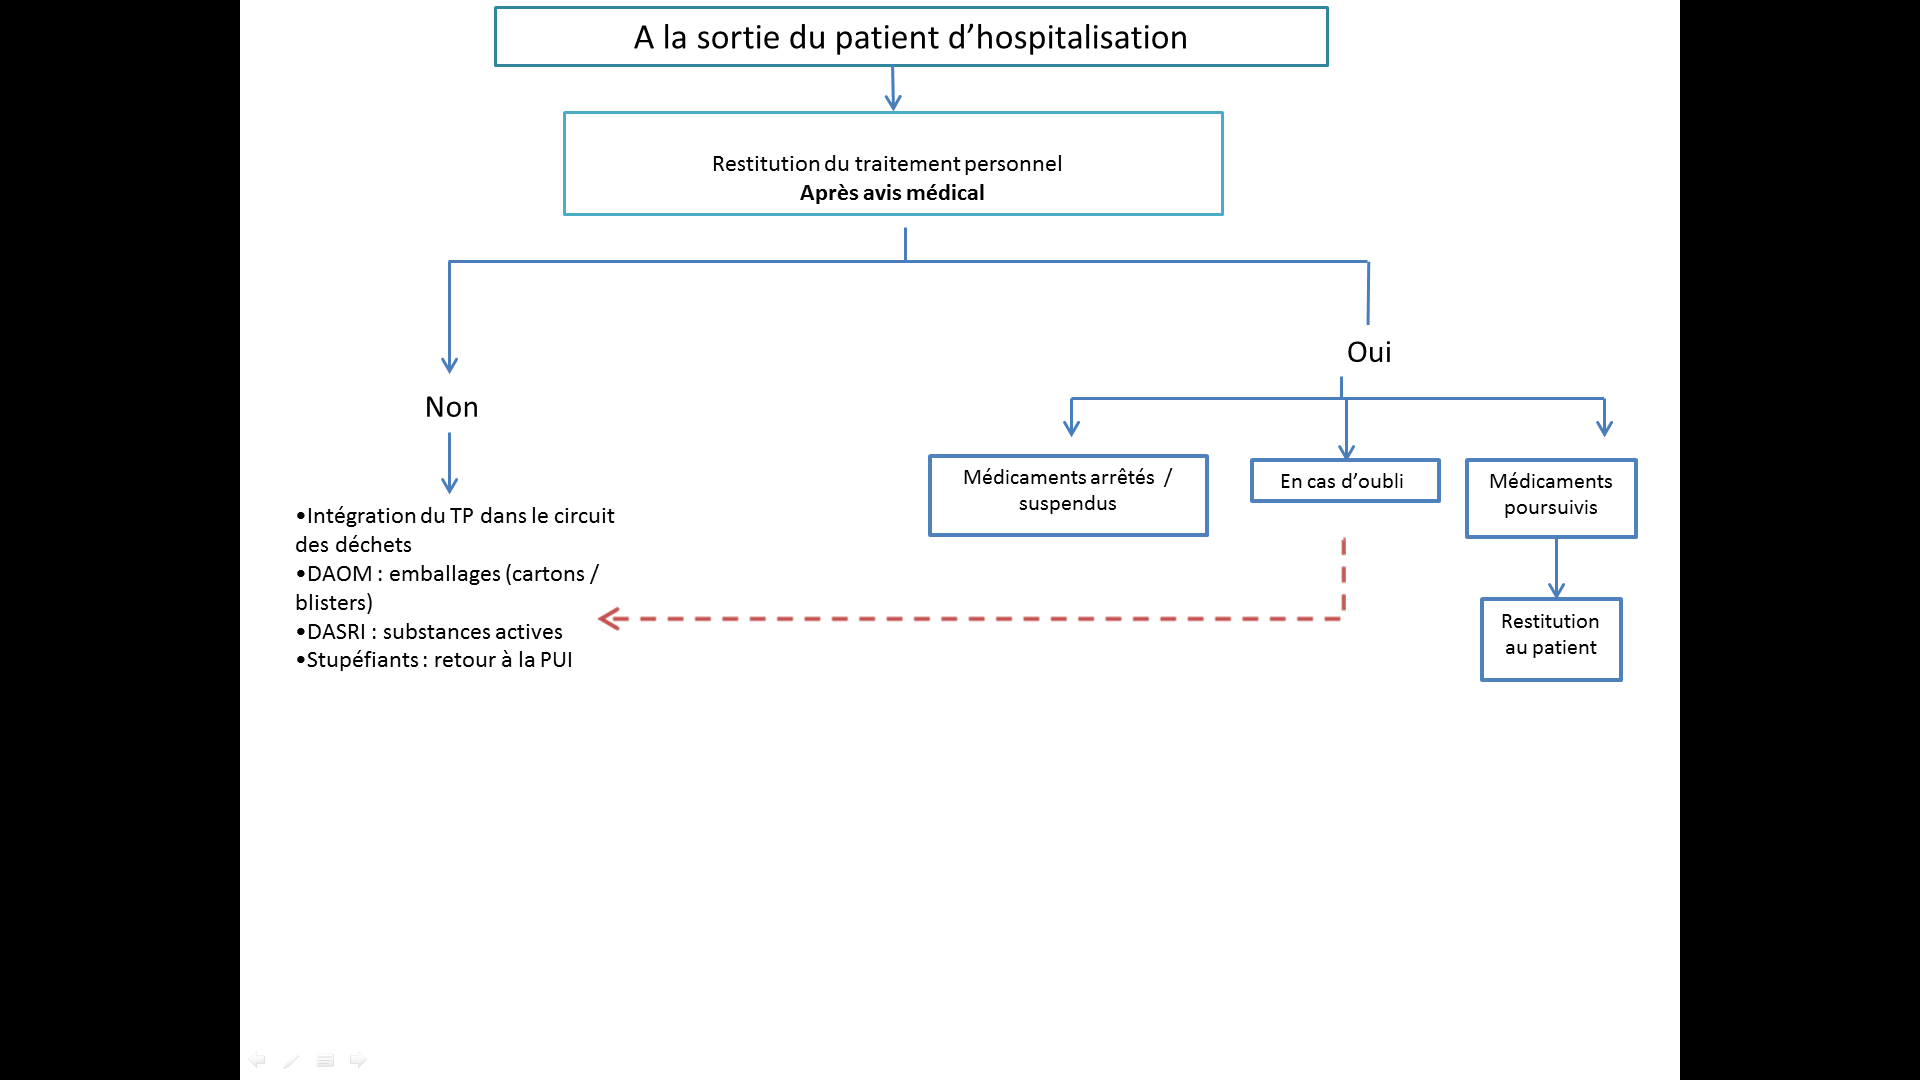 A la sortie du patient d’hospitalisation
Restitution du traitement personnel
Après avis médical
Oui
Non
Médicaments arrêtés /
suspendus
En cas d’oubli
Médicaments
poursuivis
•Intégration du TP dans le circuit
des déchets
•DAOM : emballages (cartons /
blisters)
•DASRI : substances actives
•Stupéfiants : retour à la PUI
Restitution
au patient